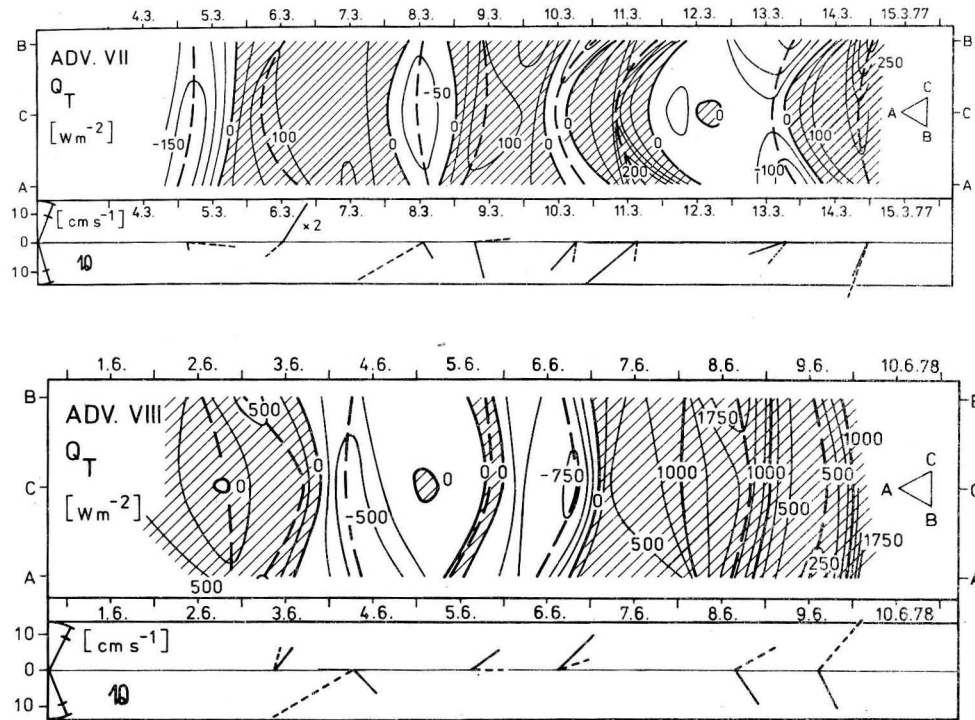 4.3. 5.3. 6.3. 7.3. 8.3. 9.3. 10.3. 11.3. 12.3. 13.3. 14.3. 15.3.77
B ADV. VII -50 250 B
Q_T C
C [Wm⁻²] A C
-150 0 100 0 0 100 0 0 0 0 100 B
-100
A 200 A
4.3. 5.3. 6.3. 7.3. 8.3. 9.3. 10.3. 11.3. 12.3. 13.3. 14.3. 15.3.77
10 [cm s⁻¹] ×2
0
10
1.6. 2.6. 3.6. 4.6. 5.6. 6.6. 7.6. 8.6. 9.6. 10.6.78
B ADV. VIII 500 1750 B
1000
Q_T 0 0 0 -750 1000 1000 500 C
C 0 0 A C
[Wm⁻²] -500 0 500 B
500 1750
A 250 A
500
1.6. 2.6. 3.6. 4.6. 5.6. 6.6. 7.6. 8.6. 9.6. 10.6.78
10 [cm s⁻¹]
0
10